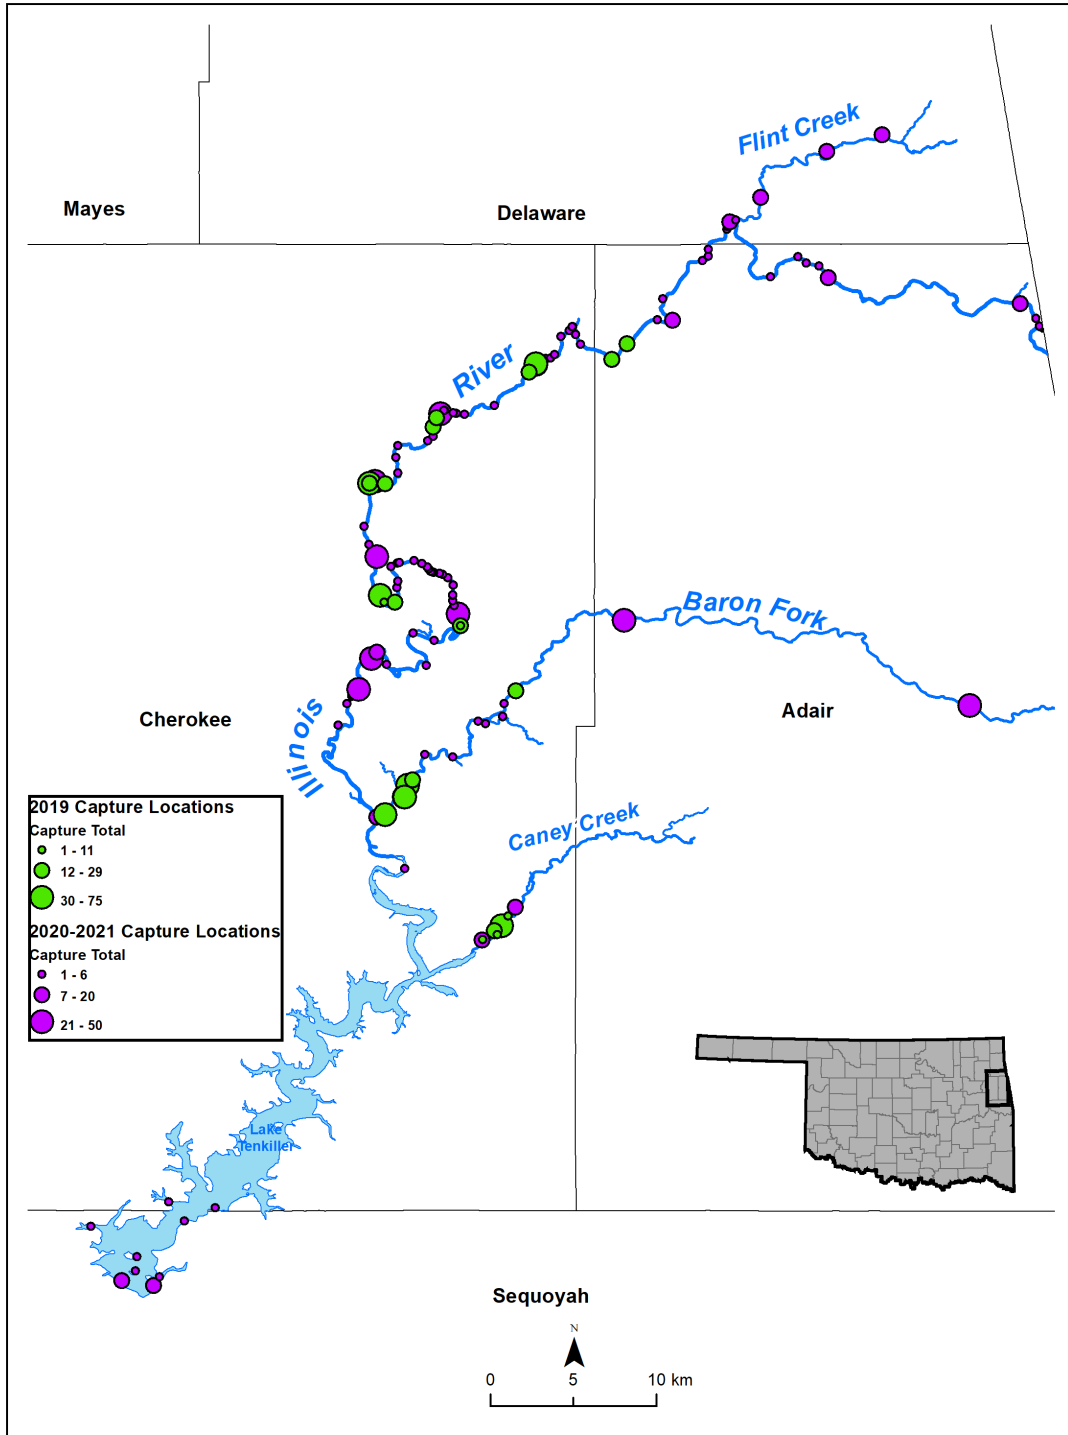 Flint Creek
Mayes
Delaware
River
Baron Fork
Cherokee
Adair
Illinois
2019 Capture Locations
Capture Total
1 - 11
12 - 29
30 - 75
2020-2021 Capture Locations
Capture Total
1 - 6
7 - 20
21 - 50
Caney Creek
Lake
Tenkiller
Sequoyah
N
0 5 10 km